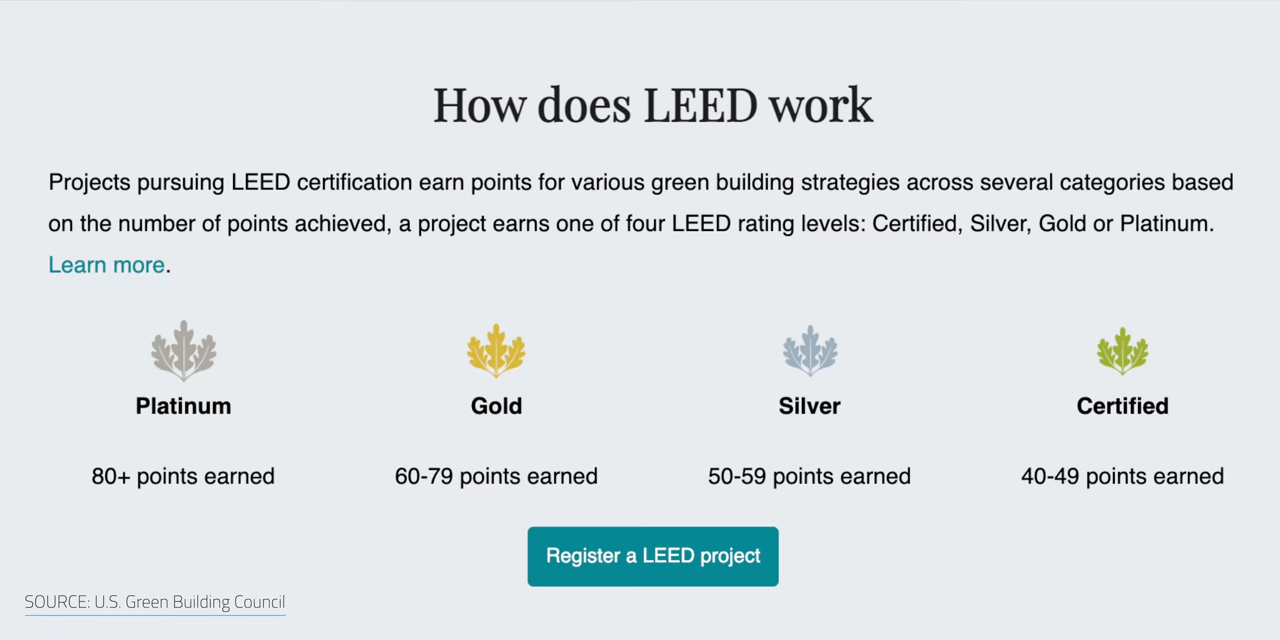 How does LEED work
Projects pursuing LEED certification earn points for various green building strategies across several categories based
on the number of points achieved, a project earns one of four LEED rating levels: Certified, Silver, Gold or Platinum.
Learn more.
Platinum
Gold
Silver
Certified
80+ points earned
60-79 points earned
50-59 points earned
40-49 points earned
Register a LEED project
SOURCE: U.S. Green Building Council